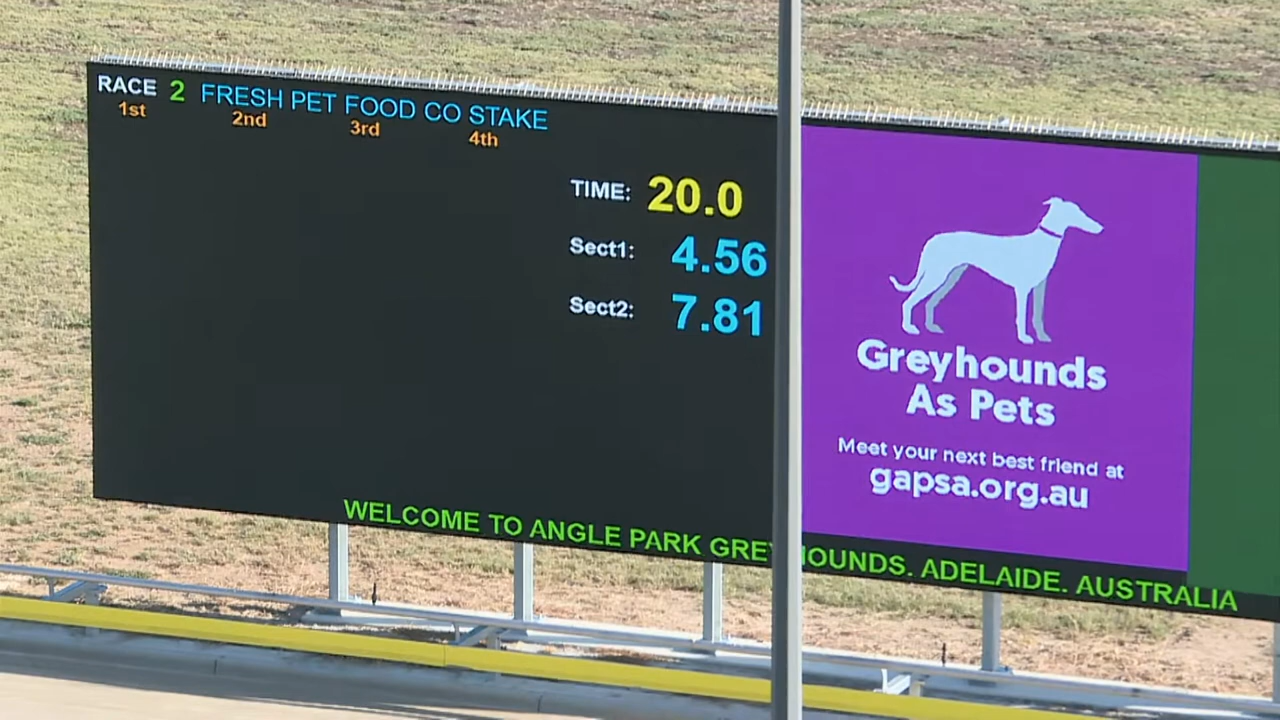 RACE 2 FRESH PET FOOD CO STAKE
1st 2nd 3rd 4th
TIME: 20.0
Sect1: 4.56
Sect2: 7.81
Greyhounds
As Pets
Meet your next best friend at
gapsa.org.au
WELCOME TO ANGLE PARK GREYHOUNDS. ADELAIDE. AUSTRALIA